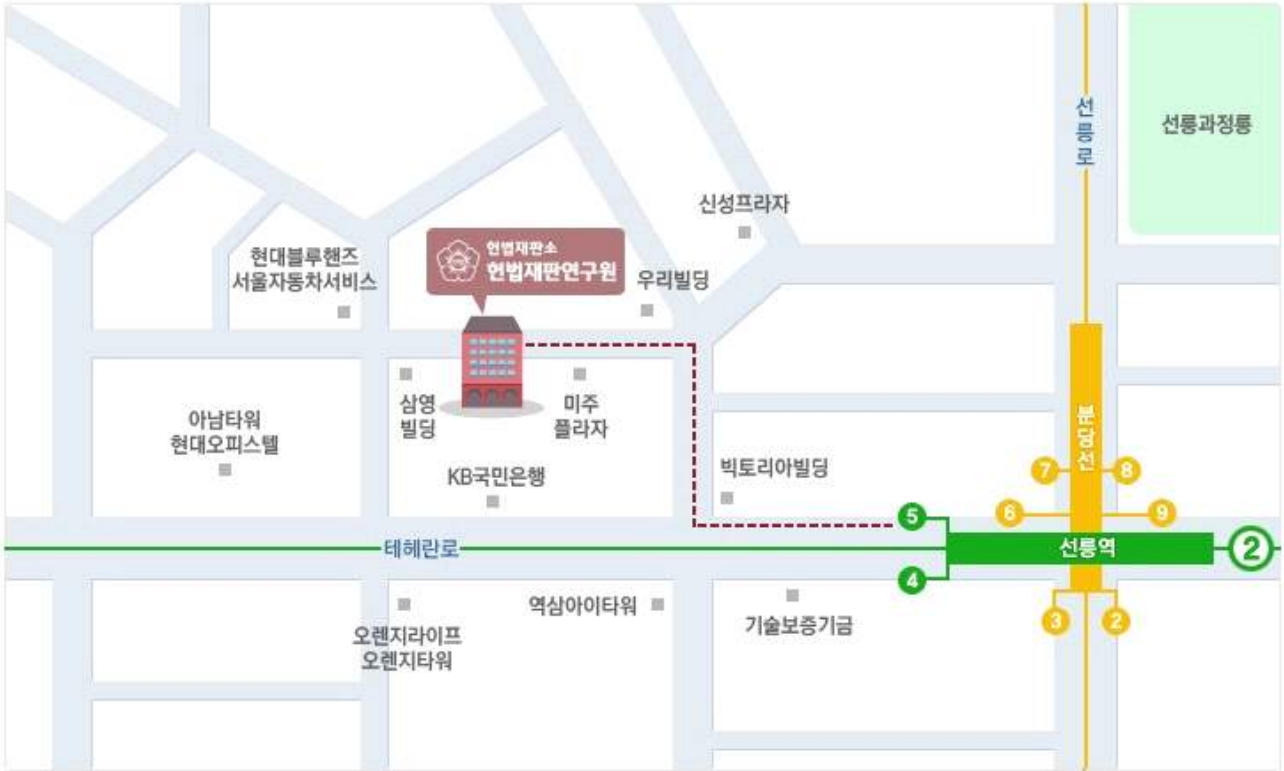 선릉로
선릉과정릉
신성프라자
헌법재판소
헌법재판연구원
현대블루핸즈
서울자동차서비스
우리빌딩
삼영
빌딩
미주
플라자
아남타워
현대오피스텔
KB국민은행
빅토리아빌딩
분당선
7
8
6
9
5
선릉역
2
테헤란로
4
3
2
오렌지라이프
오렌지타워
역삼아이타워
기술보증기금